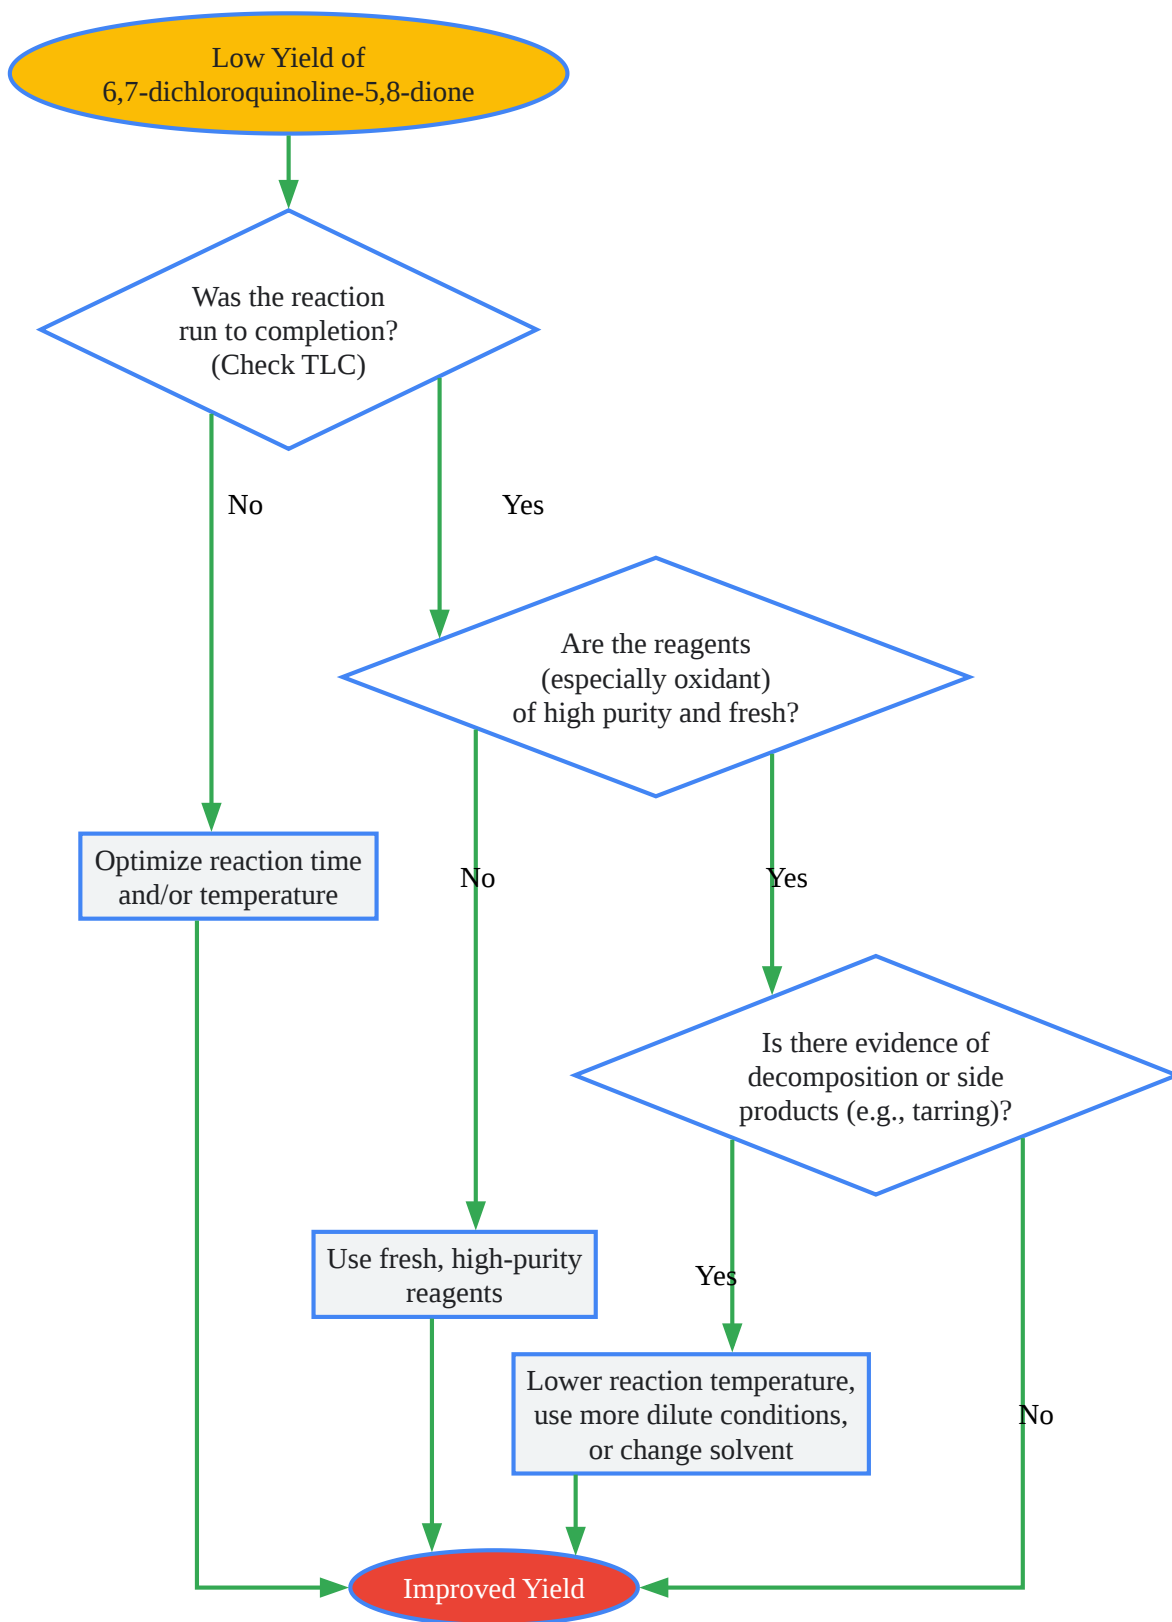 Low Yield of
6,7-dichloroquinoline-5,8-dione
Was the reaction
run to completion?
(Check TLC)
No
Yes
Are the reagents
(especially oxidant)
of high purity and fresh?
Optimize reaction time
and/or temperature
No
Yes
Is there evidence of
decomposition or side
products (e.g., tarring)?
Use fresh, high-purity
reagents
Yes
Lower reaction temperature,
use more dilute conditions,
or change solvent
No
Improved Yield